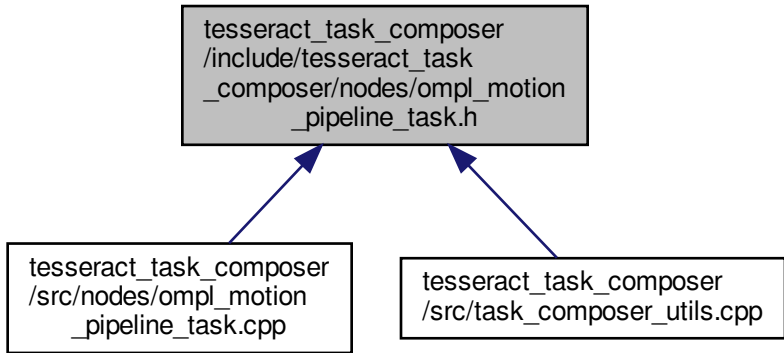 tesseract_task_composer
/include/tesseract_task
_composer/nodes/ompl_motion
_pipeline_task.h
tesseract_task_composer
/src/nodes/ompl_motion
_pipeline_task.cpp
tesseract_task_composer
/src/task_composer_utils.cpp